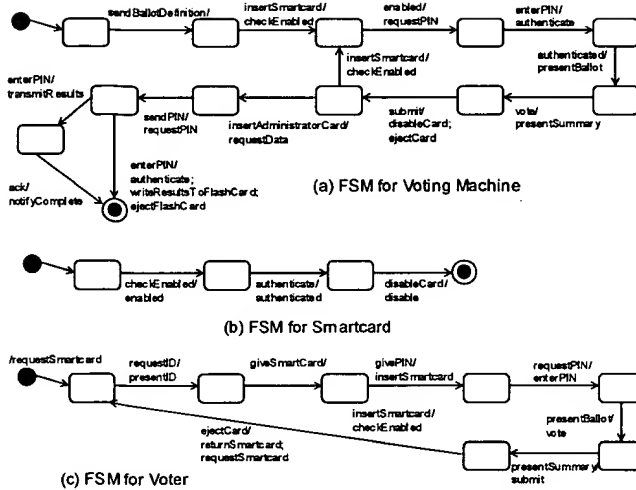 sendBallotDefinition/
insertSmartcard/
checkEnabled
enabled/
requestPIN
enterPIN/
authenticate
authenticated/
presentBallot
insertSmartcard/
checkEnabled
enterPIN/
transmitResults
sendPIN/
requestPIN
insertAdministratorCard/
requestData
submit/
disableCard;
ejectCard
vote/
presentSummary
ack/
notifyComplete
enterPIN/
authenticate;
writeResultsToFlashCard;
ejectFlashCard
(a) FSM for Voting Machine
checkEnabled/
enabled
authenticate/
authenticated
disableCard/
disable
(b) FSM for Smartcard
/requestSmartcard
requestID/
presentID
giveSmartCard/
givePIN/
insertSmartcard
requestPIN/
enterPIN
insertSmartcard/
checkEnabled
presentBallot/
vote
ejectCard/
returnSmartcard;
requestSmartcard
presentSummary/
submit
(c) FSM for Voter